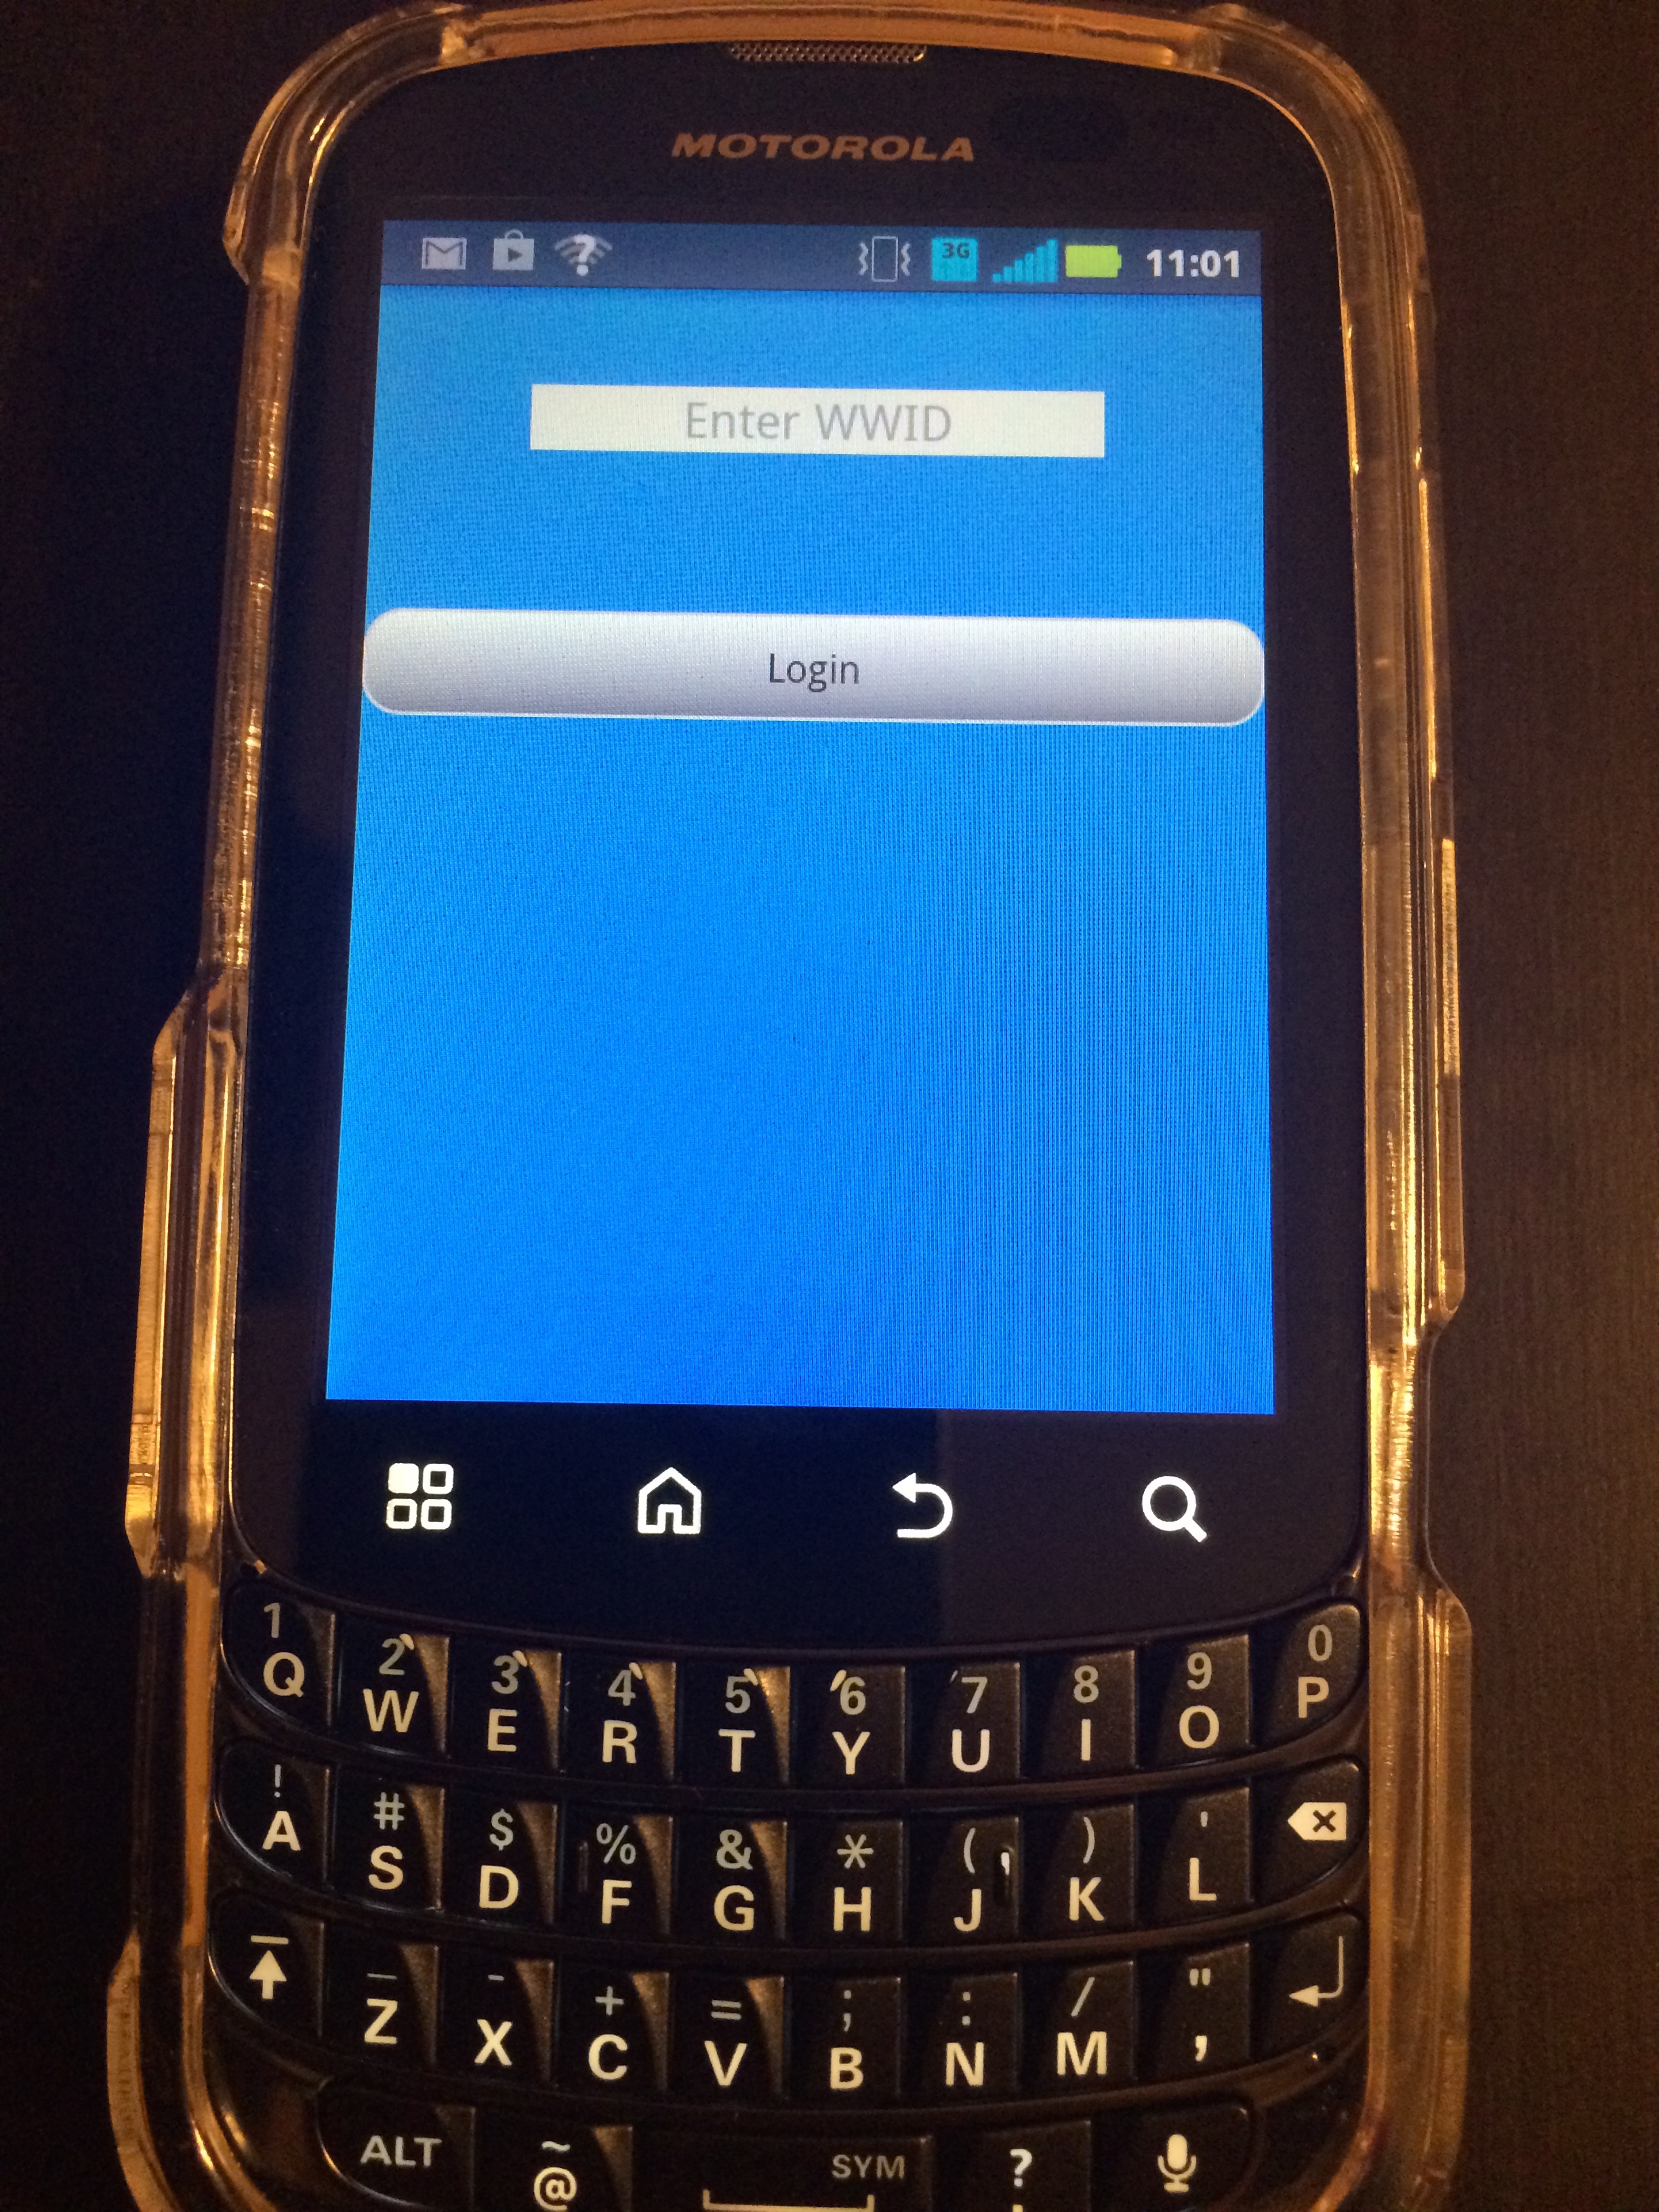 MOTOROLA
3G 11:01
Enter WWID
Login
1 2 3 4 5 6 7 8 9 0
Q W E R T Y U I O P
! # $ % & * ( ) '
A S D F G H J K L
_ - + = ; : / "
Z X C V B N M ,
ALT ~ SYM ?
@ .